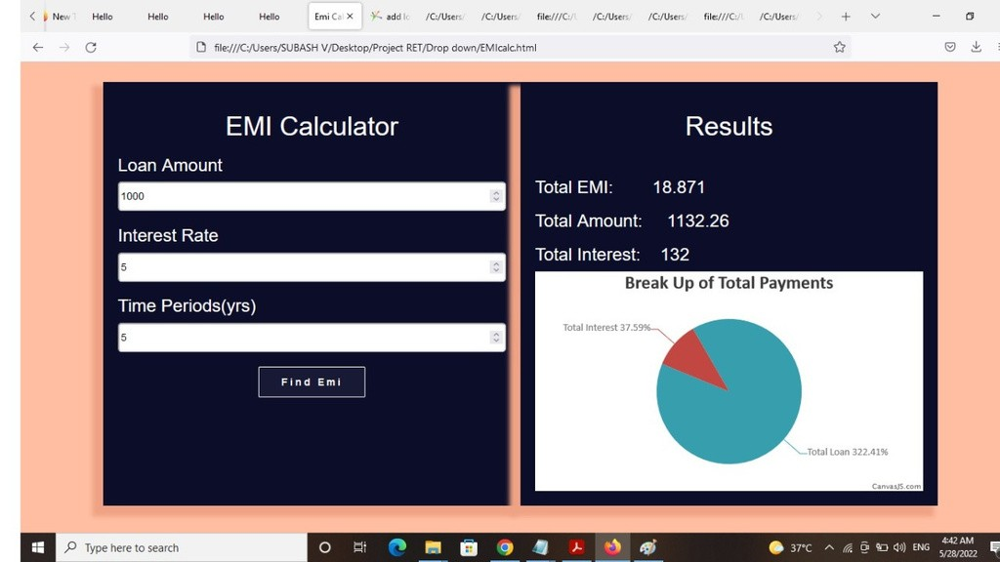 New T
Hello
Hello
Hello
Hello
Emi Cal
add lo
/C:/Users/
/C:/Users/
file:///C:/U
/C:/Users/
/C:/Users/
file:///C:/U
/C:/Users/
file:///C:/Users/SUBASH V/Desktop/Project RET/Drop down/EMIcalc.html
EMI Calculator
Loan Amount
1000
Interest Rate
5
Time Periods(yrs)
5
Find Emi
Results
Total EMI: 18.871
Total Amount: 1132.26
Total Interest: 132
Break Up of Total Payments
Total Interest 37.59%
Total Loan 322.41%
CanvasJS.com
Type here to search
37°C
ENG
4:42 AM
5/28/2022